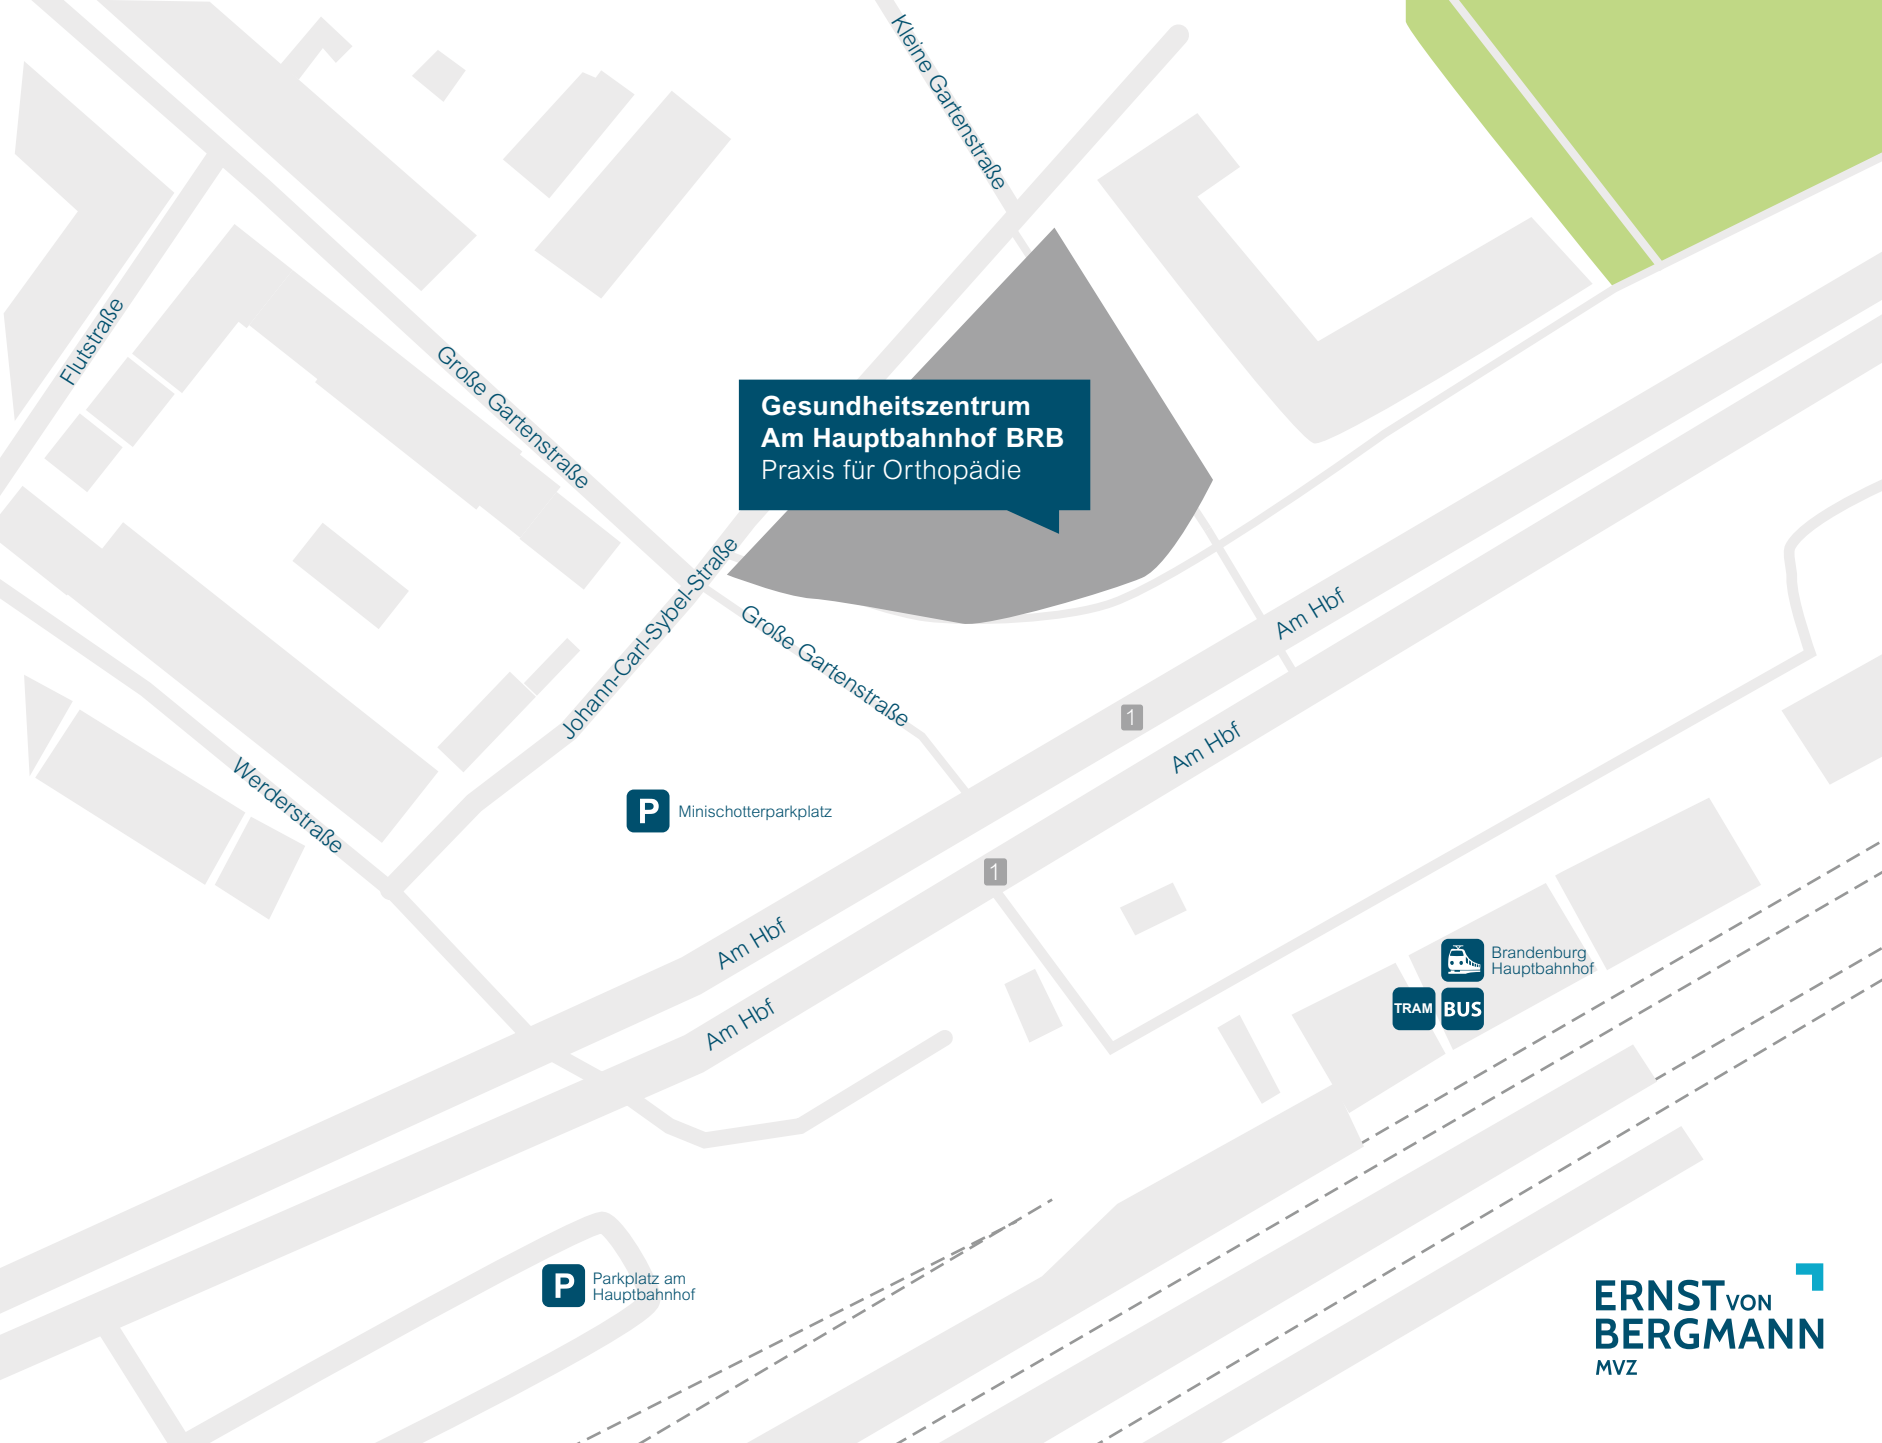 Kleine Gartenstraße
Flutstraße
Große Gartenstraße
Gesundheitszentrum
Am Hauptbahnhof BRB
Praxis für Orthopädie
Johann-Carl-Sybel-Straße
Große Gartenstraße
Am Hbf
1
Am Hbf
Werderstraße
P
Minischotterparkplatz
1
Am Hbf
Am Hbf
Brandenburg
Hauptbahnhof
TRAM
BUS
P
Parkplatz am
Hauptbahnhof
ERNST VON
BERGMANN
MVZ